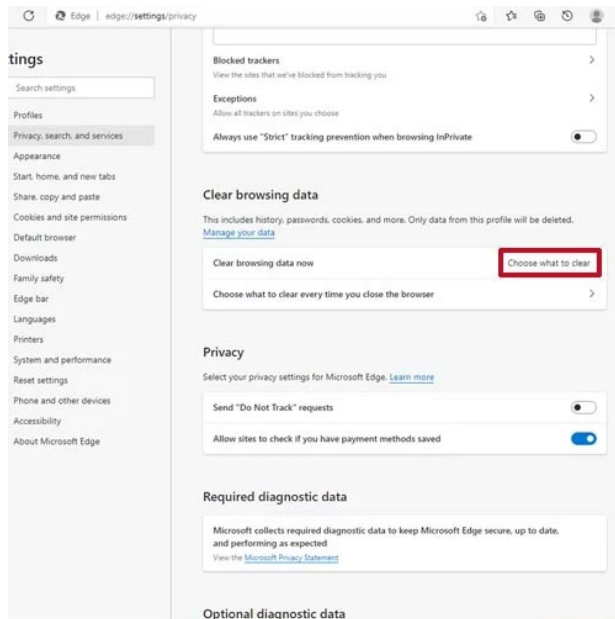 Edge | edge://settings/privacy
tings
Search settings
Profiles
Privacy, search, and services
Appearance
Start, home, and new tabs
Share, copy and paste
Cookies and site permissions
Default browser
Downloads
Family safety
Edge bar
Languages
Printers
System and performance
Reset settings
Phone and other devices
Accessibility
About Microsoft Edge
Blocked trackers
View the sites that we've blocked from tracking you
Exceptions
Allow all trackers on sites you choose
Always use "Strict" tracking prevention when browsing InPrivate
Clear browsing data
This includes history, passwords, cookies, and more. Only data from this profile will be deleted.
Manage your data
Clear browsing data now
Choose what to clear
Choose what to clear every time you close the browser
Privacy
Select your privacy settings for Microsoft Edge. Learn more
Send "Do Not Track" requests
Allow sites to check if you have payment methods saved
Required diagnostic data
Microsoft collects required diagnostic data to keep Microsoft Edge secure, up to date,
and performing as expected
View the Microsoft Privacy Statement
Optional diagnostic data